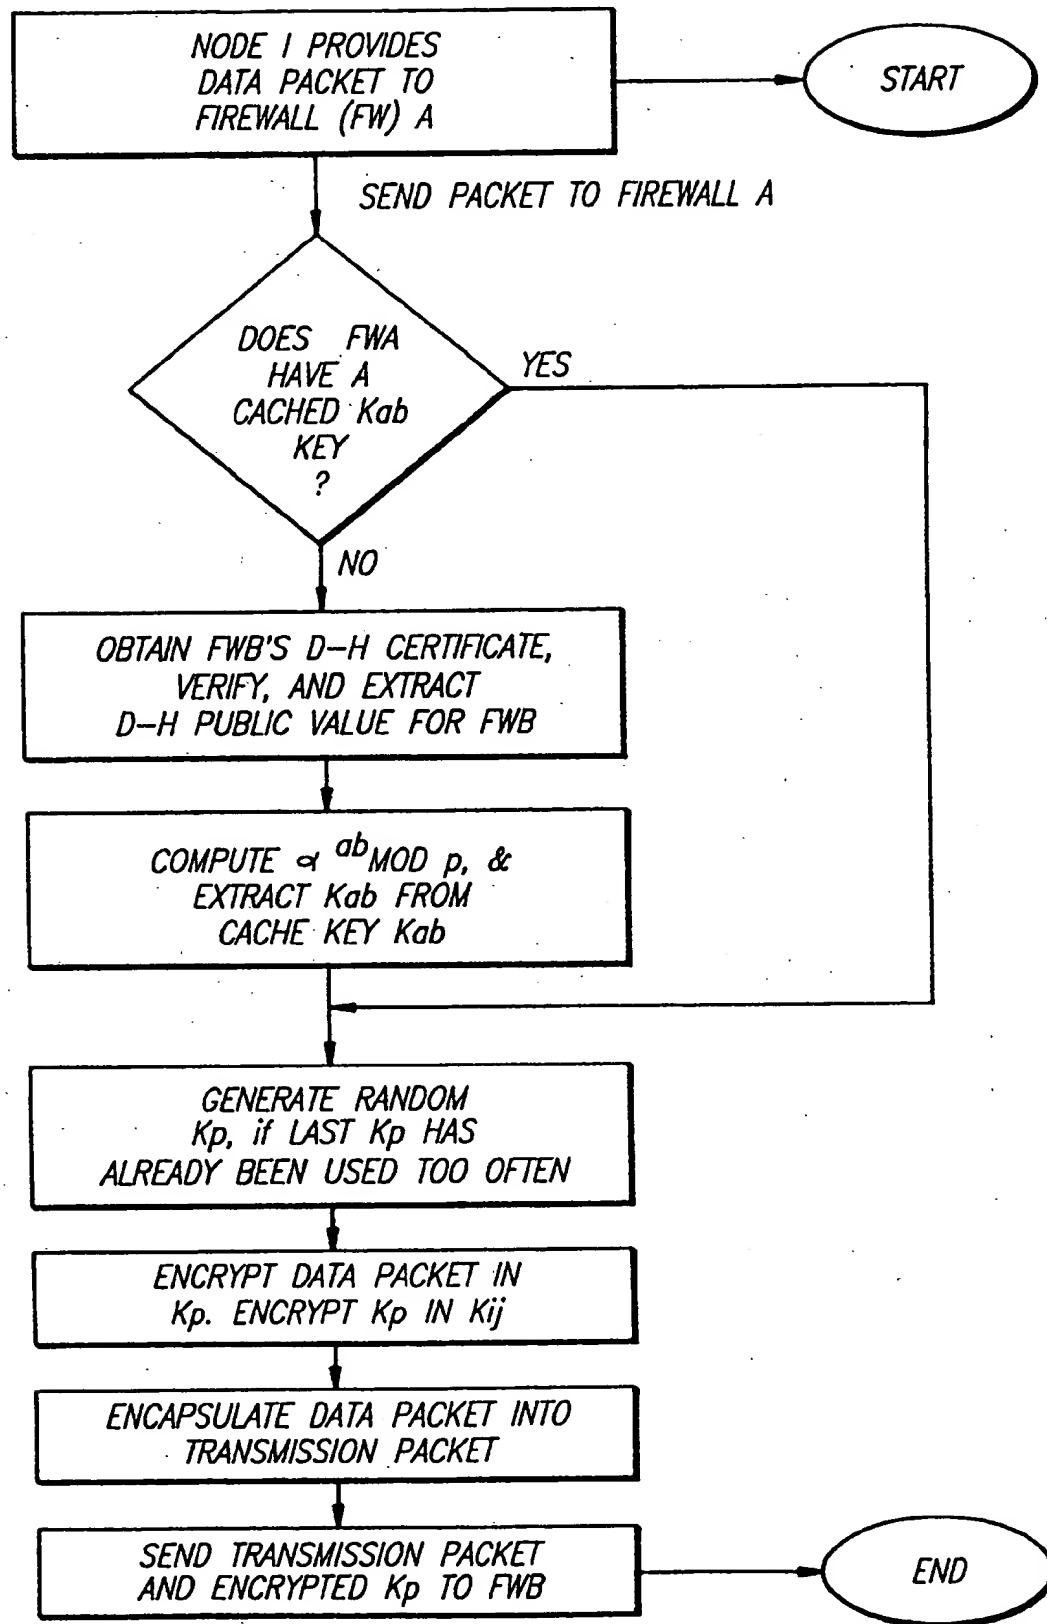 NODE I PROVIDES
DATA PACKET TO
FIREWALL (FW) A
START
SEND PACKET TO FIREWALL A
DOES FWA
HAVE A
CACHED Kab
KEY
?
YES
NO
OBTAIN FWB'S D-H CERTIFICATE,
VERIFY, AND EXTRACT
D-H PUBLIC VALUE FOR FWB
COMPUTE ∝ ab MOD p, &
EXTRACT Kab FROM
CACHE KEY Kab
GENERATE RANDOM
Kp, if LAST Kp HAS
ALREADY BEEN USED TOO OFTEN
ENCRYPT DATA PACKET IN
Kp. ENCRYPT Kp IN Kij
ENCAPSULATE DATA PACKET INTO
TRANSMISSION PACKET
SEND TRANSMISSION PACKET
AND ENCRYPTED Kp TO FWB
END